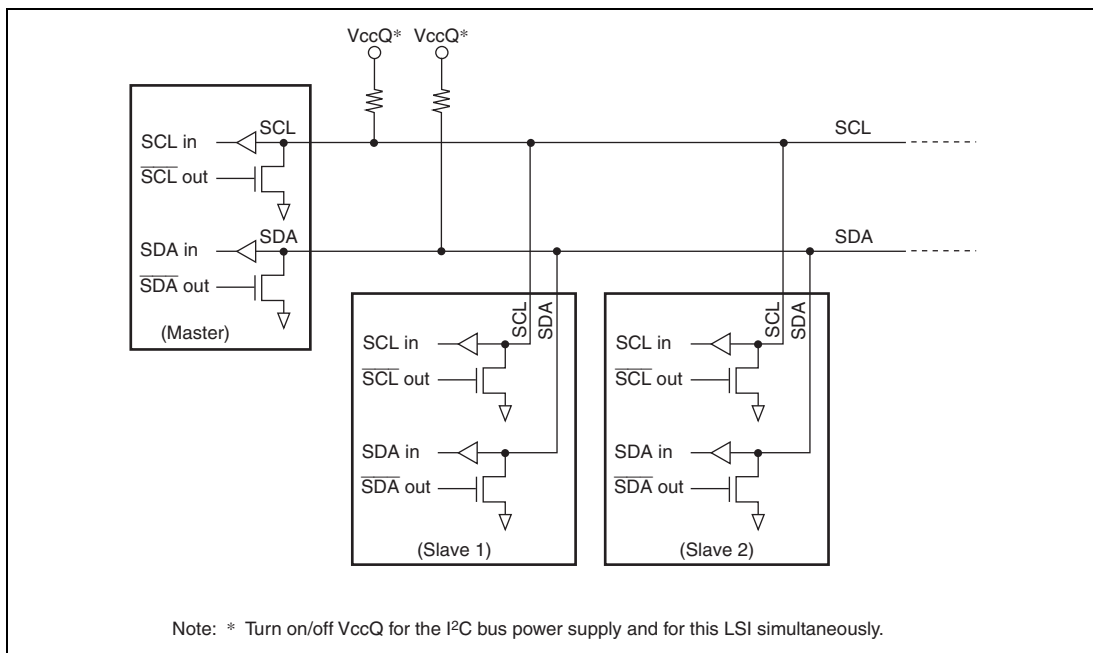 VccQ* VccQ*
SCL in
SCL
SCL out
SDA in
SDA
SDA out
(Master)
SCL
SDA
SCL
SDA
SCL in
SCL out
SDA in
SDA out
(Slave 1)
SCL
SDA
SCL in
SCL out
SDA in
SDA out
(Slave 2)
Note: * Turn on/off VccQ for the I²C bus power supply and for this LSI simultaneously.